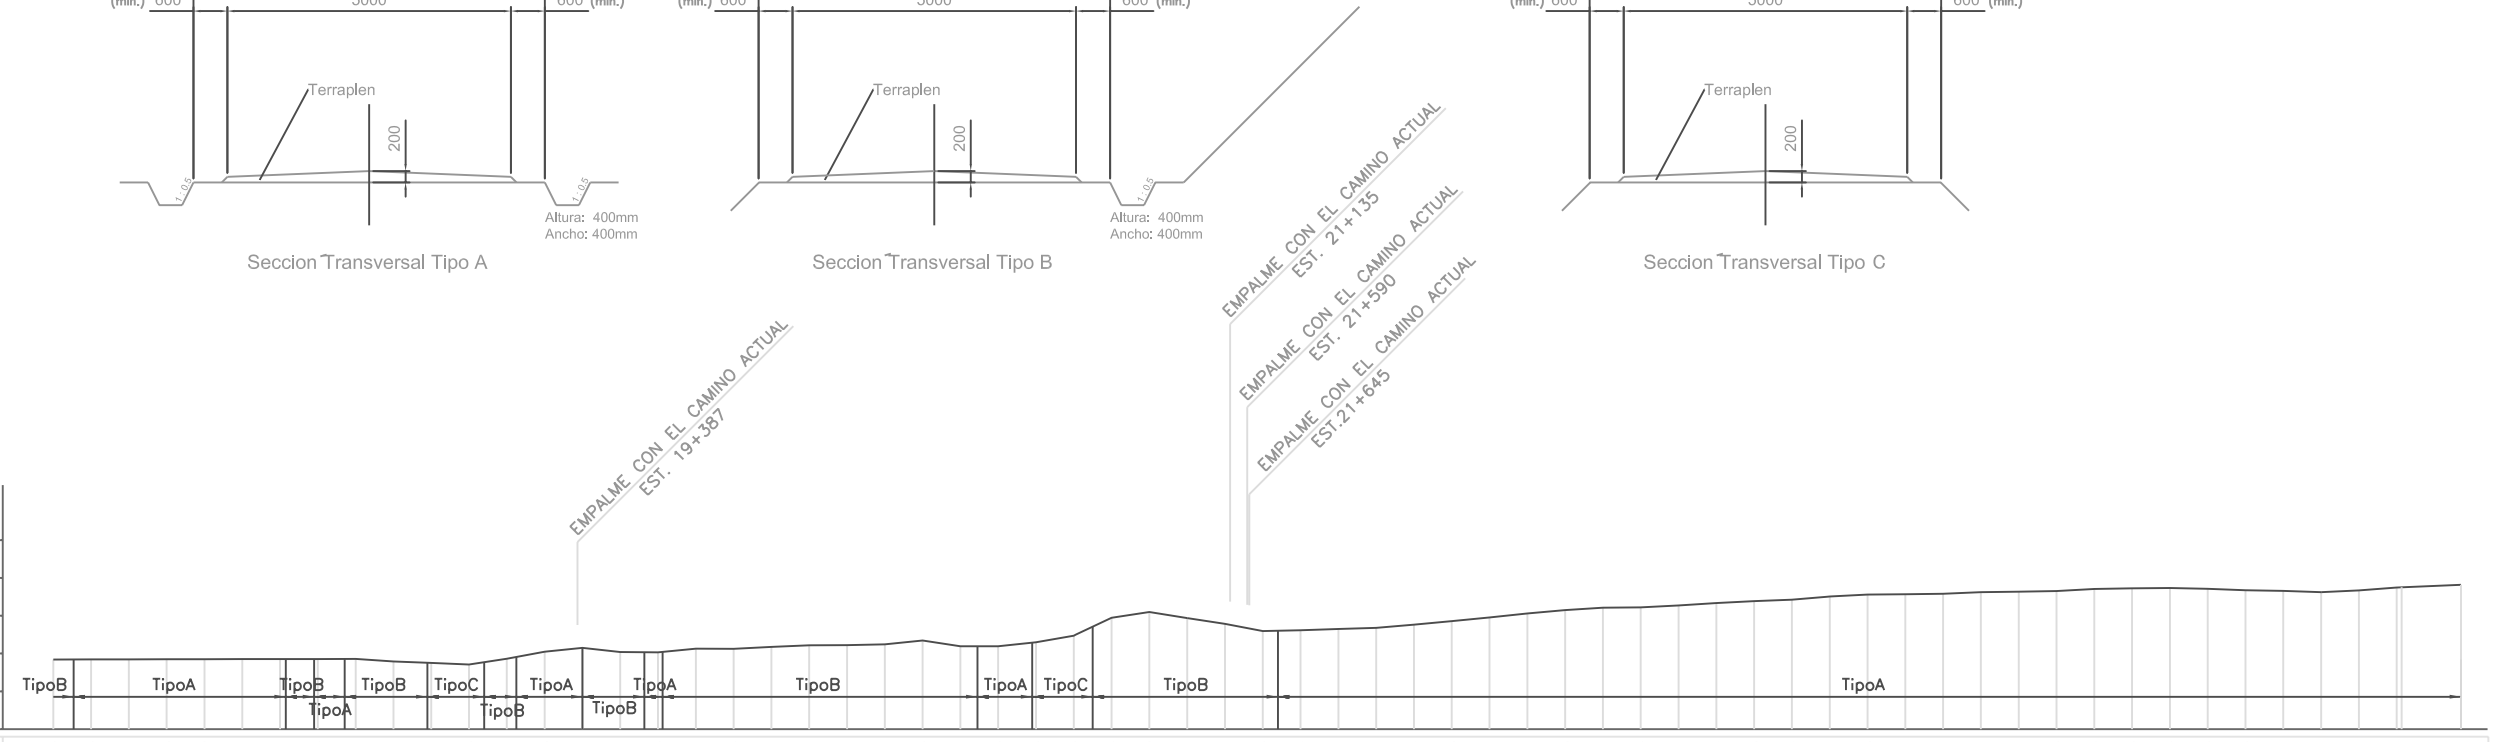 (min.) 600 5000 600 (min.)
(min.) 600 5000 600 (min.)
(min.) 600 5000 600 (min.)
Terraplen
200
1 : 0.5
1 : 0.5
Altura: 400mm
Ancho: 400mm
Seccion Transversal Tipo A
Terraplen
200
1 : 0.5
Altura: 400mm
Ancho: 400mm
Seccion Transversal Tipo B
Terraplen
200
Seccion Transversal Tipo C
EMPALME CON EL CAMINO ACTUAL
EST. 19+387
EMPALME CON EL CAMINO ACTUAL
EST. 21+135
EMPALME CON EL CAMINO ACTUAL
EST. 21+590
EMPALME CON EL CAMINO ACTUAL
EST.21+645
TipoB TipoA TipoB TipoB TipoC TipoA TipoA TipoB TipoA TipoC TipoB TipoA
TipoA TipoB TipoB